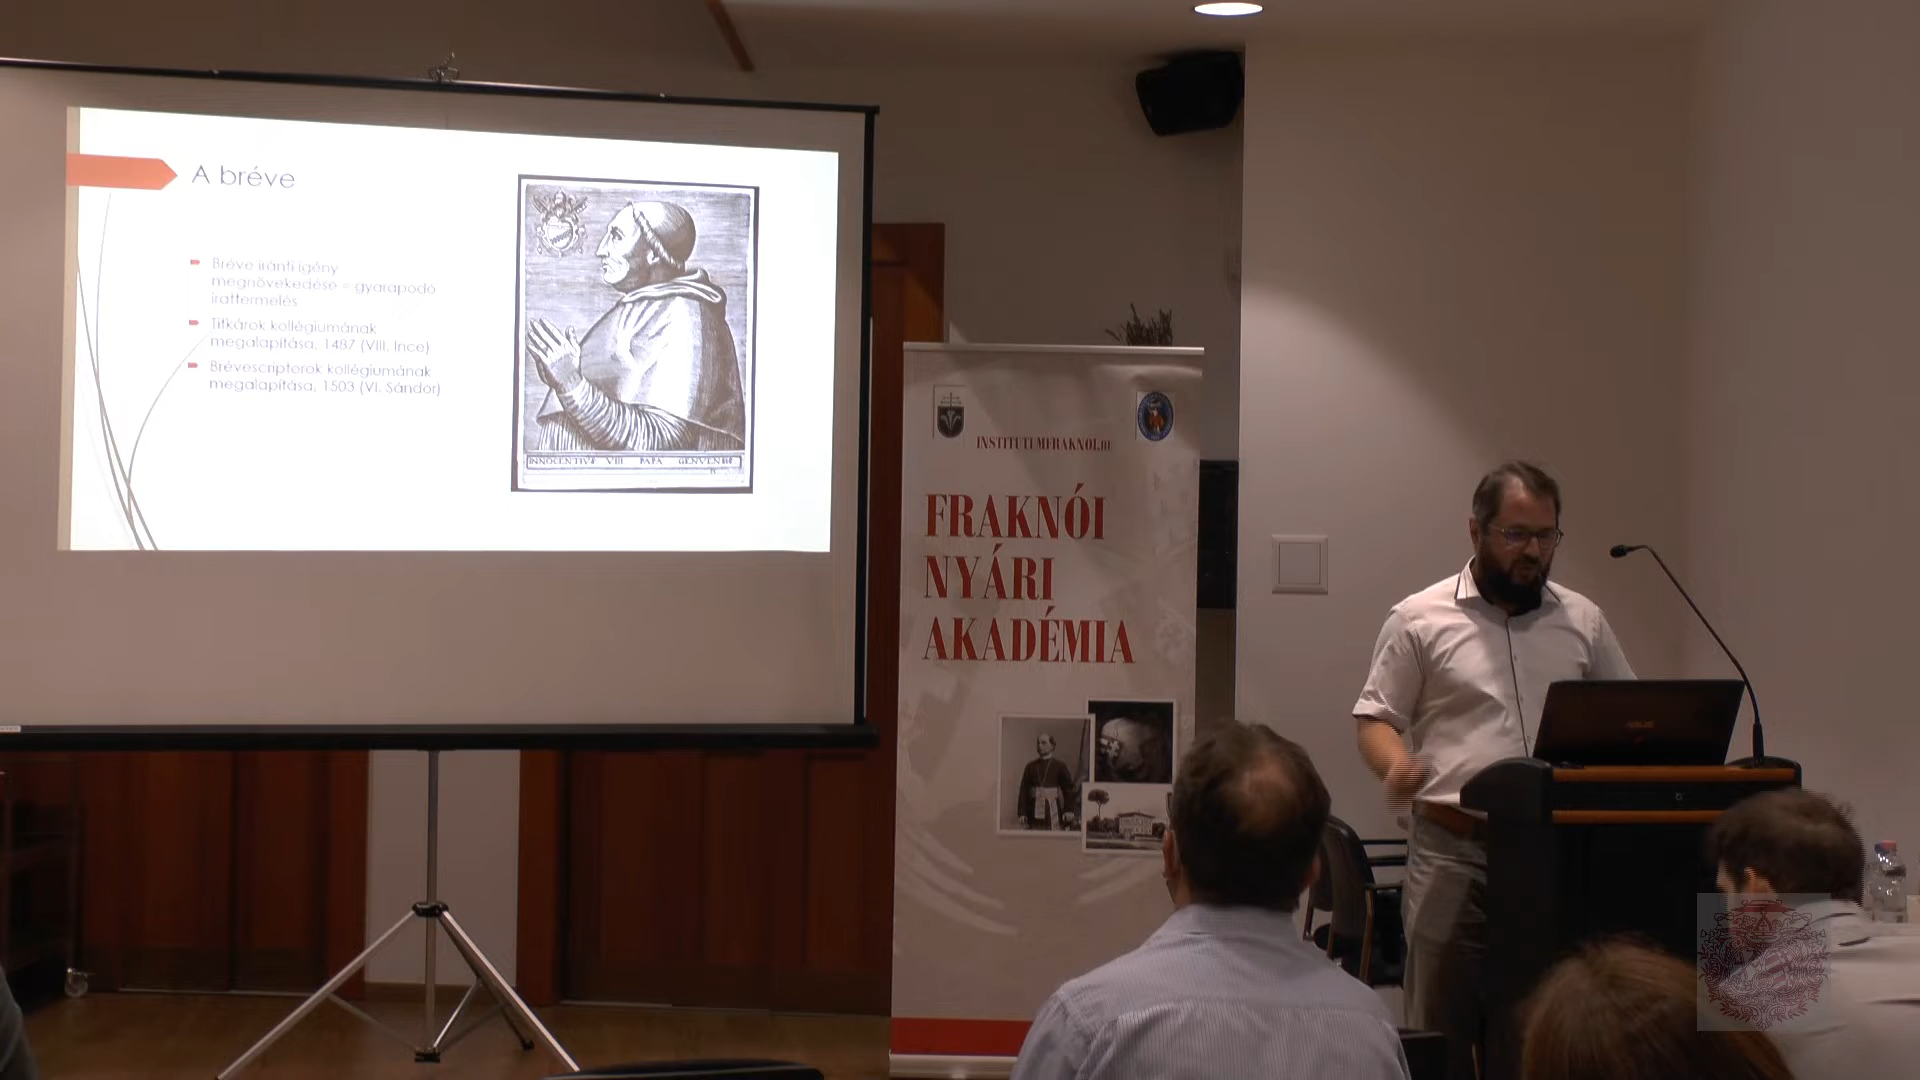 A bréve
Bréve iránti igény
megnövekedése = gyarapodó
irattermelés
Titkárok kollégiumának
megalapítása, 1487 (VIII. Ince)
Brévescriptorok kollégiumának
megalapítása, 1503 (VI. Sándor)
INNOCENTIVS VIII PAPA GENVENSIS
INSTITUTUMFRAKNOI.HU
FRAKNÓI
NYÁRI
AKADÉMIA
ASUS